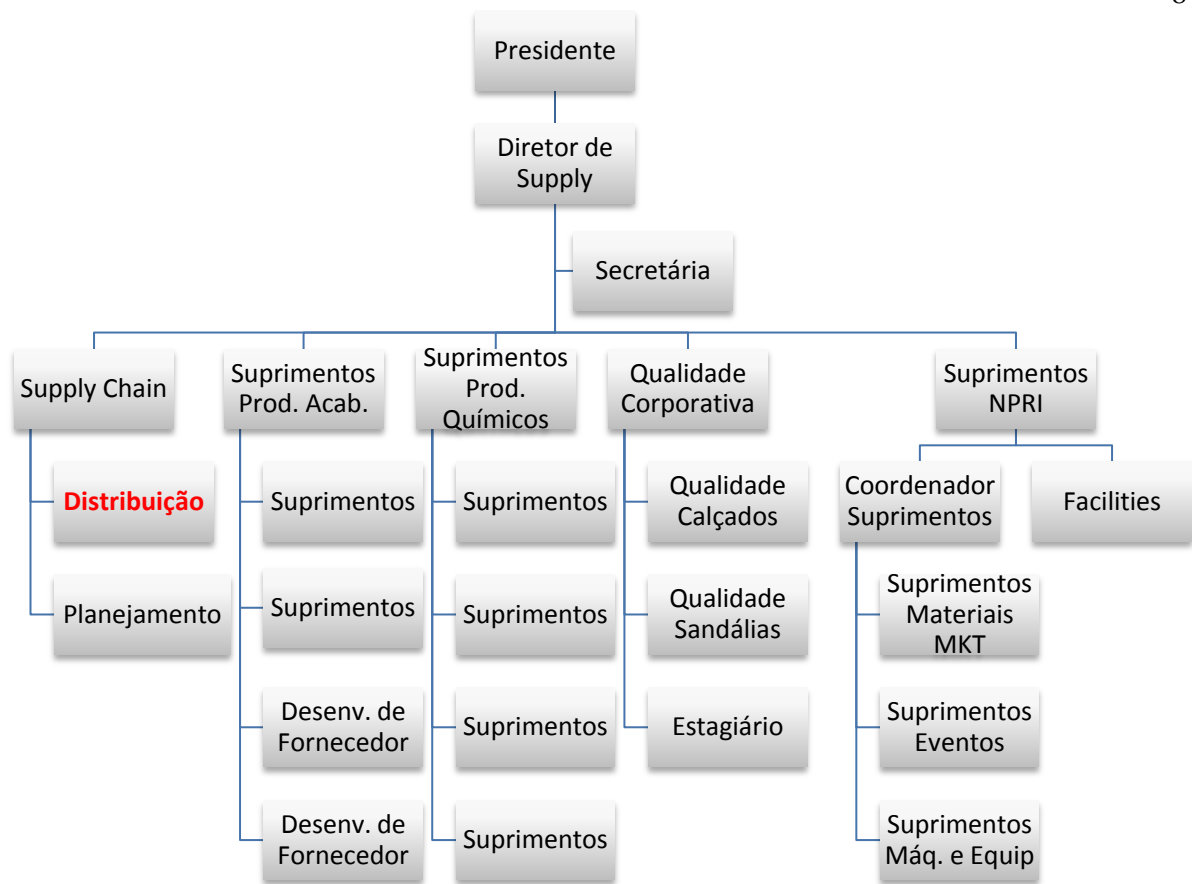 Presidente
Diretor de
Supply
Secretária
Supply Chain
Suprimentos
Prod. Acab.
Suprimentos
Prod.
Químicos
Qualidade
Corporativa
Suprimentos
NPRI
Distribuição
Suprimentos
Suprimentos
Qualidade
Calçados
Coordenador
Suprimentos
Facilities
Planejamento
Suprimentos
Suprimentos
Qualidade
Sandálias
Suprimentos
Materiais
MKT
Desenv. de
Fornecedor
Suprimentos
Estagiário
Suprimentos
Eventos
Desenv. de
Fornecedor
Suprimentos
Suprimentos
Máq. e Equip